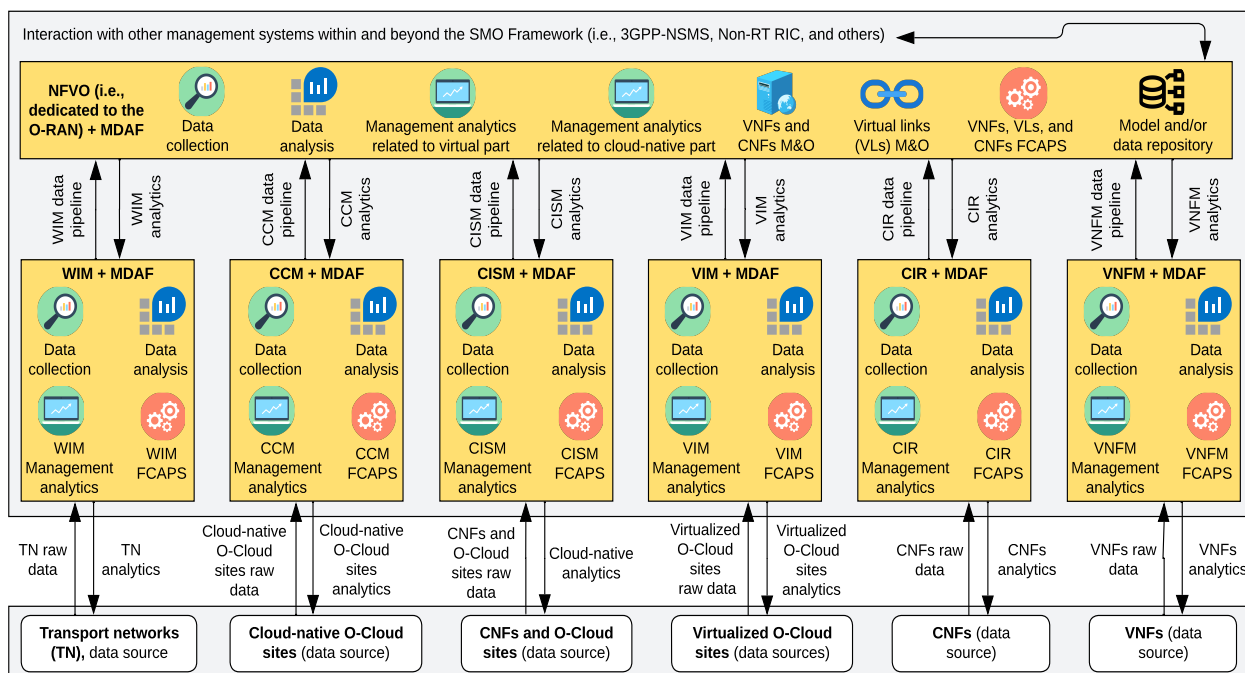 Interaction with other management systems within and beyond the SMO Framework (i.e., 3GPP-NSMS, Non-RT RIC, and others)
NFVO (i.e.,
dedicated to the
O-RAN) + MDAF
Data
collection
Data
analysis
Management analytics
related to virtual part
Management analytics
related to cloud-native part
VNFs and
CNFs M&O
Virtual links
(VLs) M&O
VNFs, VLs, and
CNFs FCAPS
Model and/or
data repository
WIM data
pipeline
WIM
analytics
CCM data
pipeline
CCM
analytics
CISM data
pipeline
CISM
analytics
VIM data
pipeline
VIM
analytics
CIR data
pipeline
CIR
analytics
VNFM data
pipeline
VNFM
analytics
WIM + MDAF
Data
collection
Data
analysis
WIM
Management
analytics
WIM
FCAPS
CCM + MDAF
Data
collection
Data
analysis
CCM
Management
analytics
CCM
FCAPS
CISM + MDAF
Data
collection
Data
analysis
CISM
Management
analytics
CISM
FCAPS
VIM + MDAF
Data
collection
Data
analysis
VIM
Management
analytics
VIM
FCAPS
CIR + MDAF
Data
collection
Data
analysis
CIR
Management
analytics
CIR
FCAPS
VNFM + MDAF
Data
collection
Data
analysis
VNFM
Management
analytics
VNFM
FCAPS
TN raw
data
TN
analytics
Cloud-native
O-Cloud
sites raw
data
Cloud-native
O-Cloud
sites
analytics
CNFs and
O-Cloud
sites raw
data
Cloud-native
analytics
Virtualized
O-Cloud
sites
raw data
Virtualized
O-Cloud
sites
analytics
CNFs raw
data
CNFs
analytics
VNFs raw
data
VNFs
analytics
Transport networks
(TN), data source
Cloud-native O-Cloud
sites (data source)
CNFs and O-Cloud
sites (data source)
Virtualized O-Cloud
sites (data sources)
CNFs (data
source)
VNFs (data
source)